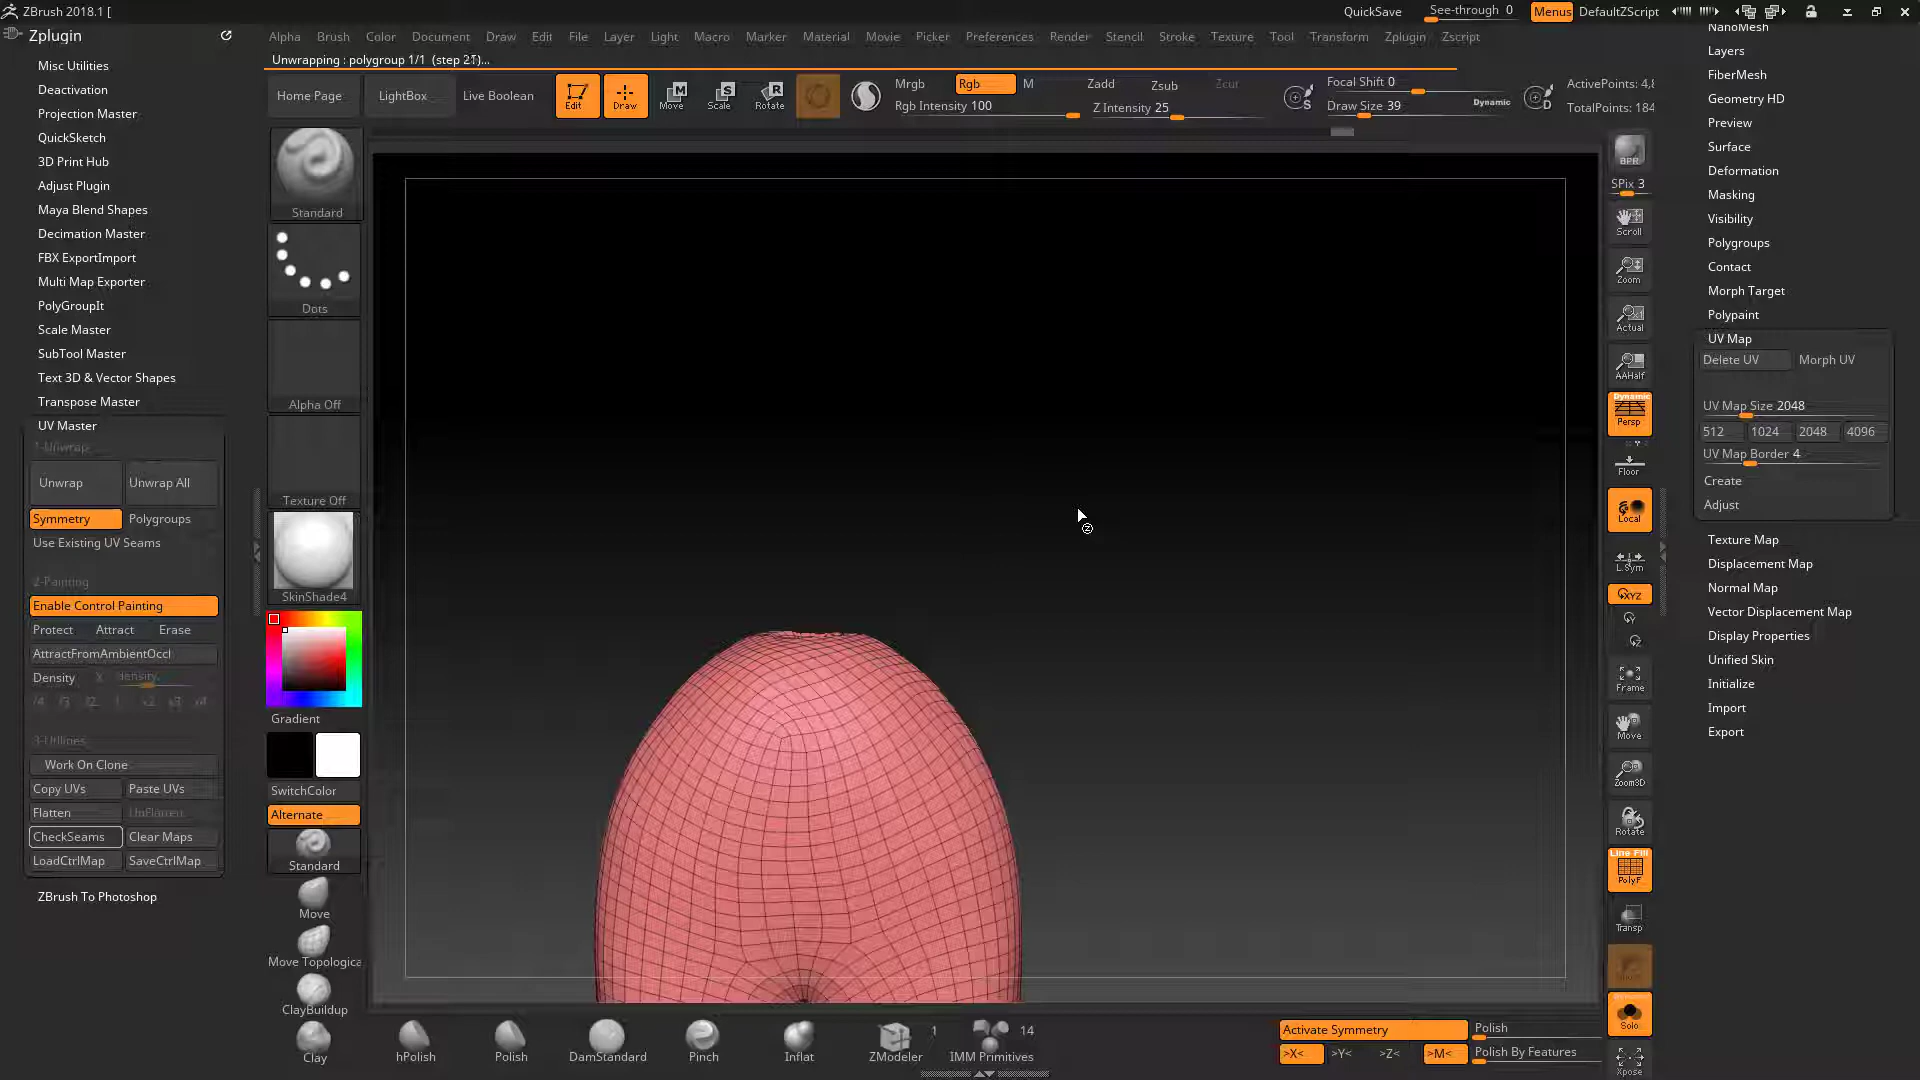 ZBrush 2018.1 [
QuickSave
See-through 0
Menus
DefaultZScript
Zplugin
Alpha Brush Color Document Draw Edit File Layer Light Macro Marker Material Movie Picker Preferences Render Stencil Stroke Texture Tool Transform Zplugin Zscript
Unwrapping : polygroup 1/1
Home Page
LightBox
Live Boolean
Edit
Draw
Move
Scale
Rotate
Mrgb
Rgb
M
Rgb Intensity 100
Zadd
Zsub
Zcut
Z Intensity 25
Focal Shift 0
Draw Size 39
Dynamic
ActivePoints: 4,
TotalPoints: 184
Misc Utilities
Deactivation
Projection Master
QuickSketch
3D Print Hub
Adjust Plugin
Maya Blend Shapes
Decimation Master
FBX ExportImport
Multi Map Exporter
PolyGroupIt
Scale Master
SubTool Master
Text 3D & Vector Shapes
Transpose Master
UV Master
1-Unwrap
Unwrap
Unwrap All
Symmetry
Polygroups
Use Existing UV Seams
2-Painting
Enable Control Painting
Protect
Attract
Erase
AttractFromAmbientOccl
Density
X
density.
3-Utilities
Work On Clone
Copy UVs
Paste UVs
Flatten
UnFlatten
CheckSeams
Clear Maps
LoadCtrlMap
SaveCtrlMap
ZBrush To Photoshop
Standard
Dots
Alpha Off
Texture Off
SkinShade4
Gradient
SwitchColor
Alternate
Standard
Move
Move Topologica
ClayBuildup
Clay
hPolish
Polish
DamStandard
Pinch
Inflat
ZModeler
1
IMM Primitives
14
Activate Symmetry
>X<
>Y<
>Z<
>M<
Polish
Polish By Features
BPR
SPix 3
Scroll
Zoom
Actual
AAHalf
Dynamic
Persp
Floor
Local
L.Sym
XYZ
Frame
Move
Zoom3D
Rotate
Line Fill
PolyF
Transp
Solo
Xpose
NanoMesh
Layers
FiberMesh
Geometry HD
Preview
Surface
Deformation
Masking
Visibility
Polygroups
Contact
Morph Target
Polypaint
UV Map
Delete UV
Morph UV
UV Map Size 2048
512
1024
2048
4096
UV Map Border 4
Create
Adjust
Texture Map
Displacement Map
Normal Map
Vector Displacement Map
Display Properties
Unified Skin
Initialize
Import
Export